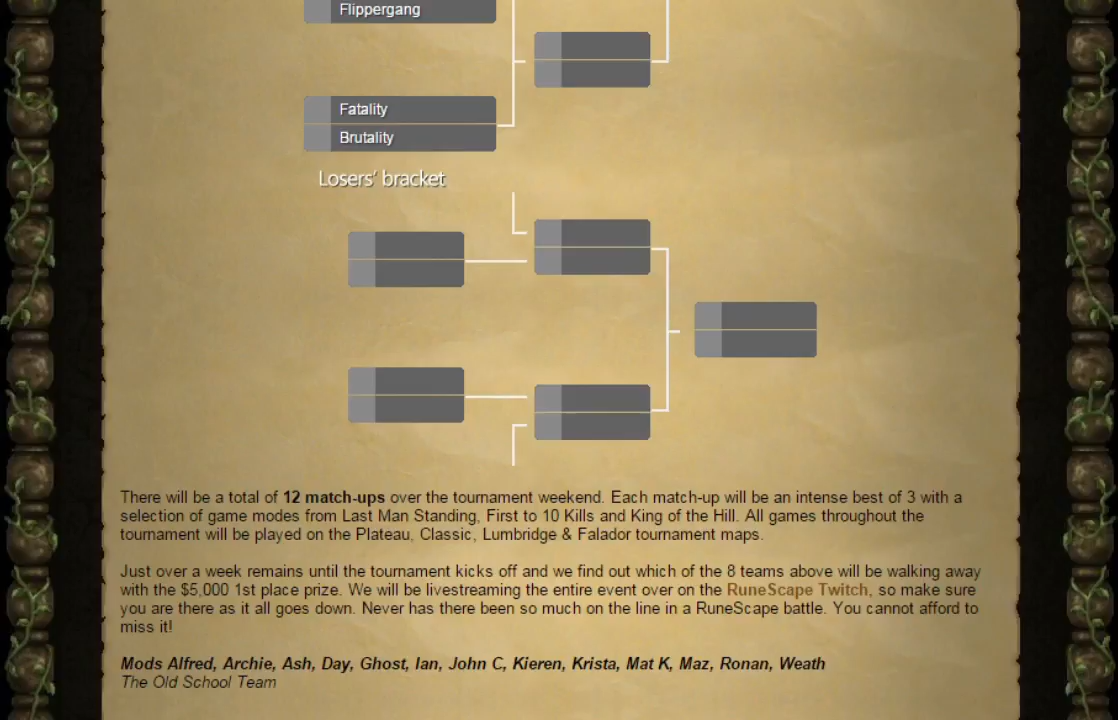 Flippergang
Fatality
Brutality
Losers' bracket
There will be a total of 12 match-ups over the tournament weekend. Each match-up will be an intense best of 3 with a
selection of game modes from Last Man Standing, First to 10 Kills and King of the Hill. All games throughout the
tournament will be played on the Plateau, Classic, Lumbridge & Falador tournament maps.
Just over a week remains until the tournament kicks off and we find out which of the 8 teams above will be walking away
with the $5,000 1st place prize. We will be livestreaming the entire event over on the RuneScape Twitch, so make sure
you are there as it all goes down. Never has there been so much on the line in a RuneScape battle. You cannot afford to
miss it!
Mods Alfred, Archie, Ash, Day, Ghost, Ian, John C, Kieren, Krista, Mat K, Maz, Ronan, Weath
The Old School Team